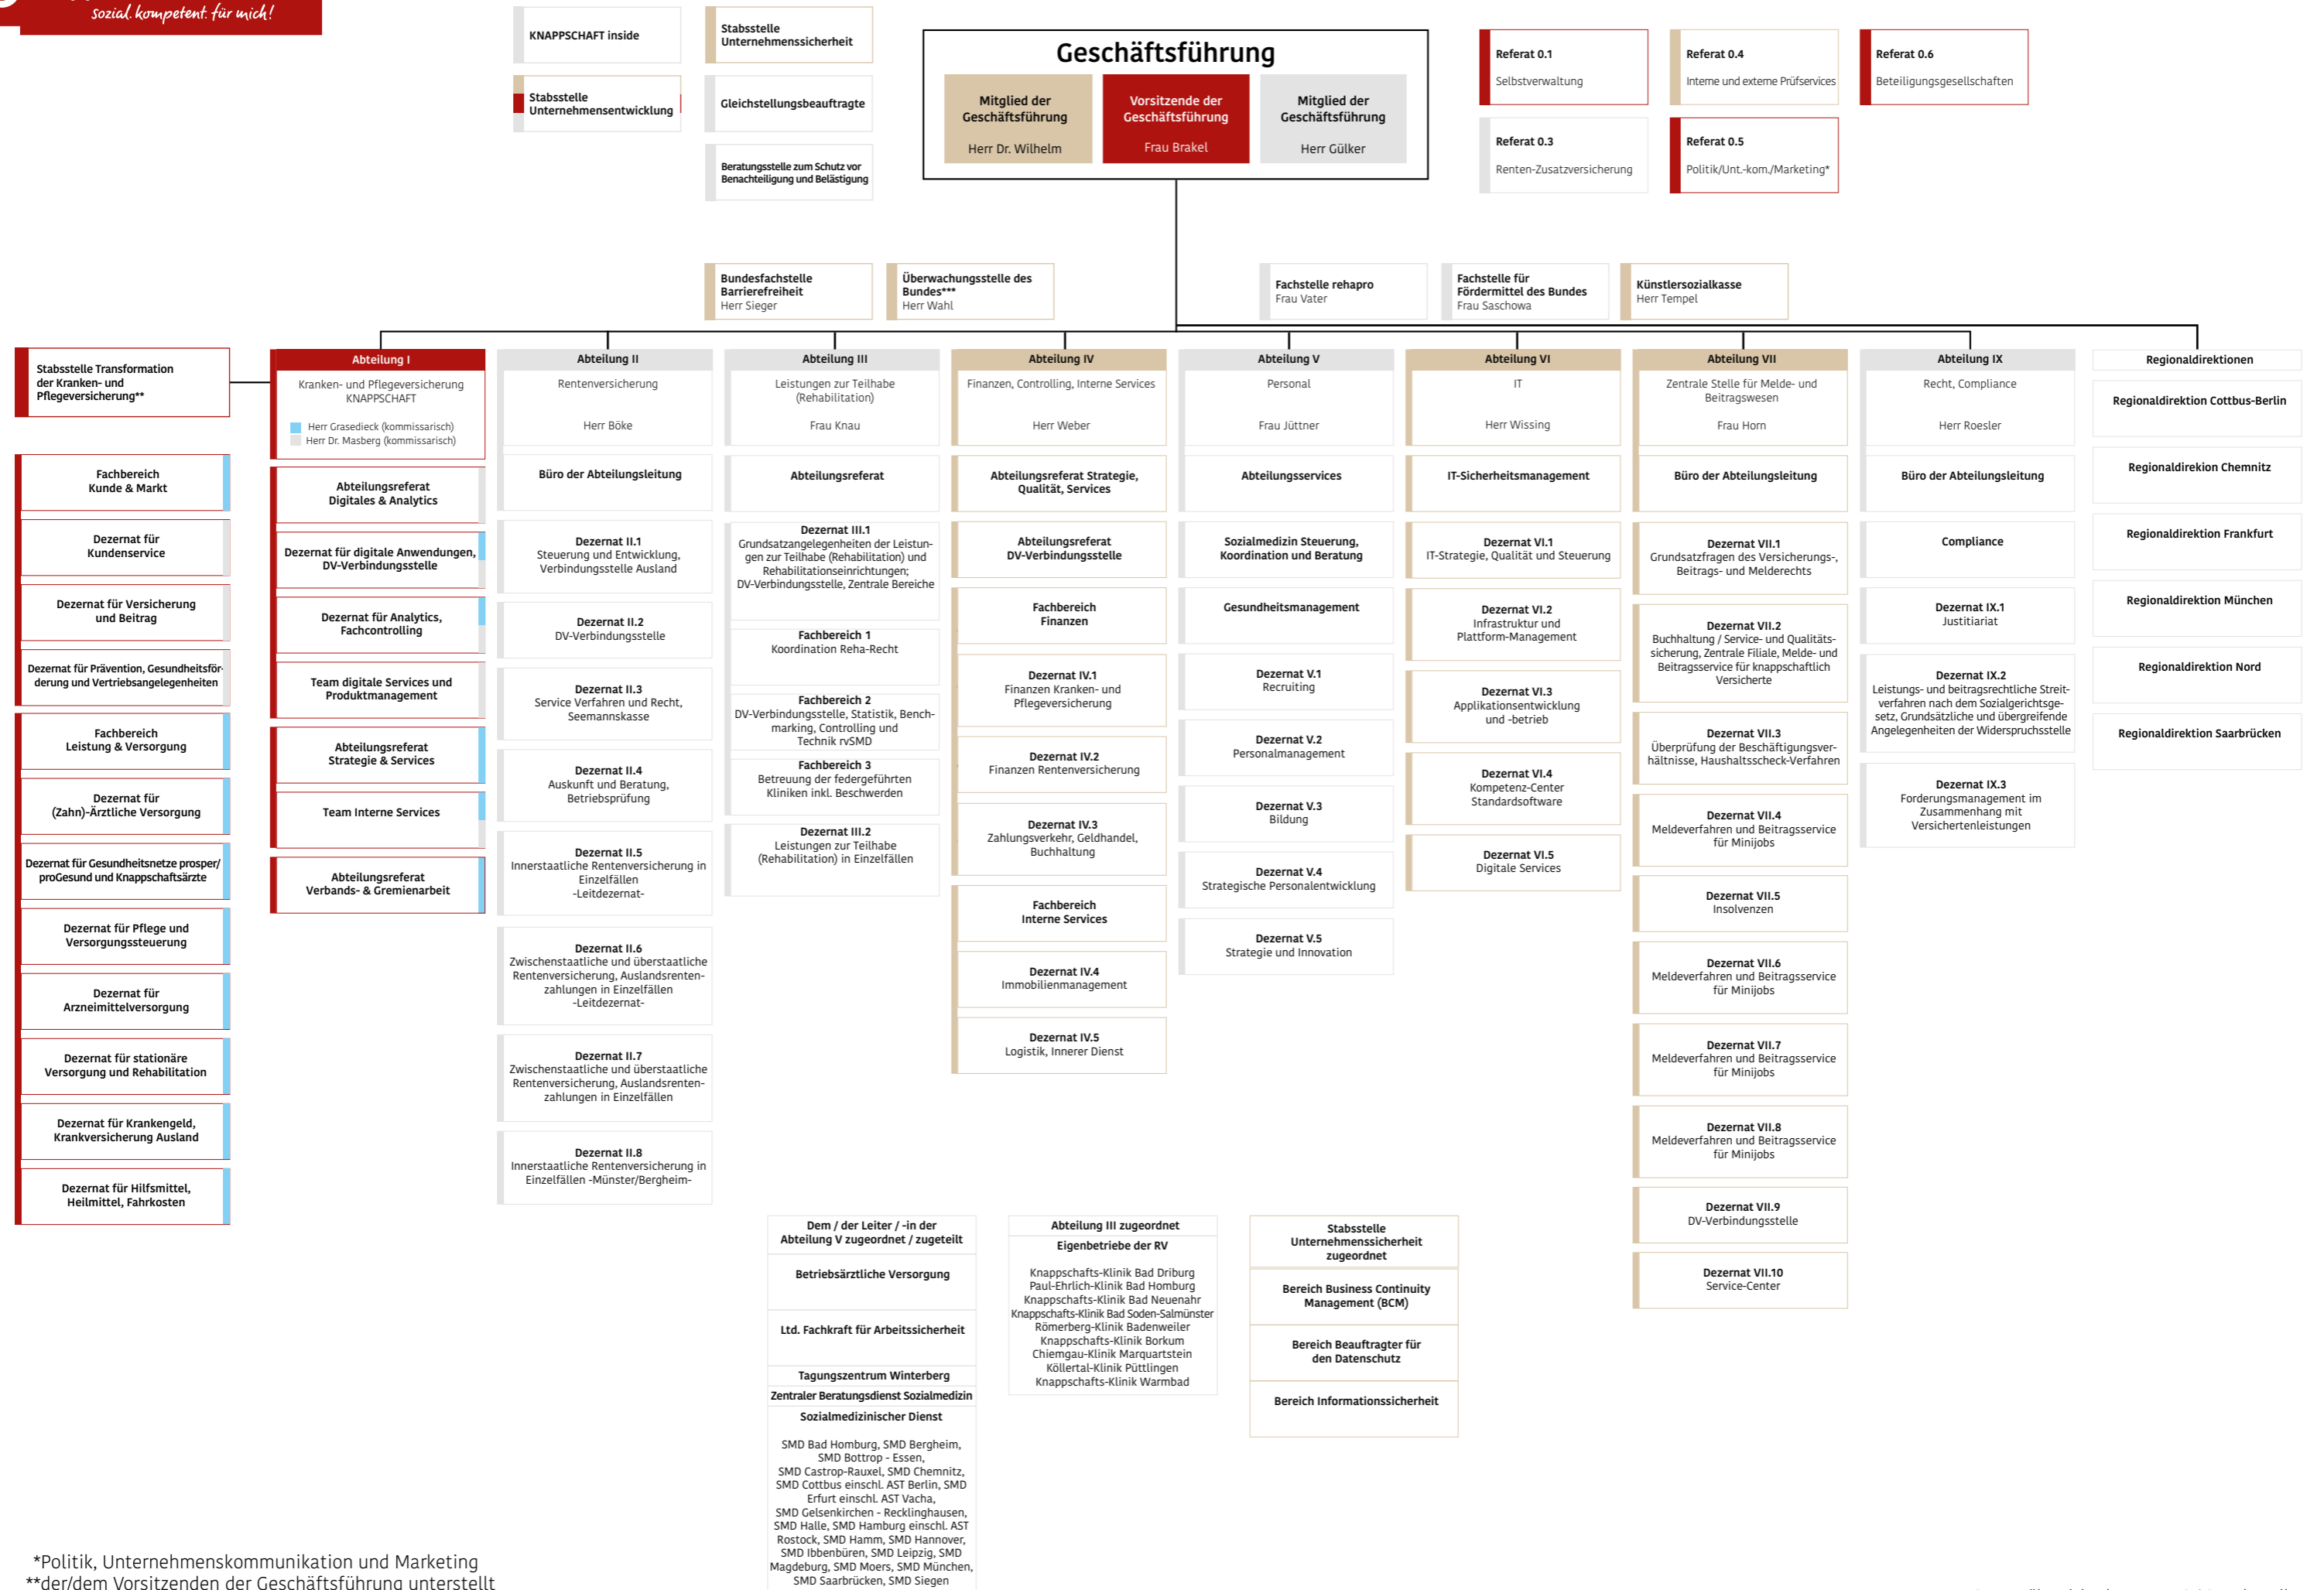 sozial. kompetent. für mich!
KNAPPSCHAFT inside
Stabsstelle
Unternehmenssicherheit
Stabsstelle
Unternehmensentwicklung
Gleichstellungsbeauftragte
Beratungsstelle zum Schutz vor
Benachteiligung und Belästigung
Geschäftsführung
Mitglied der
Geschäftsführung
Herr Dr. Wilhelm
Vorsitzende der
Geschäftsführung
Frau Brakel
Mitglied der
Geschäftsführung
Herr Gülker
Referat 0.1
Selbstverwaltung
Referat 0.4
Interne und externe Prüfservices
Referat 0.6
Beteiligungsgesellschaften
Referat 0.3
Renten-Zusatzversicherung
Referat 0.5
Politik/Unt.-kom./Marketing*
Bundesfachstelle
Barrierefreiheit
Herr Sieger
Überwachungsstelle des
Bundes***
Herr Wahl
Fachstelle rehapro
Frau Vater
Fachstelle für
Fördermittel des Bundes
Frau Saschowa
Künstlersozialkasse
Herr Tempel
Stabsstelle Transformation
der Kranken- und
Pflegeversicherung**
Fachbereich
Kunde & Markt
Dezernat für
Kundenservice
Dezernat für Versicherung
und Beitrag
Dezernat für Prävention, Gesundheitsför-
derung und Vertriebsangelegenheiten
Fachbereich
Leistung & Versorgung
Dezernat für
(Zahn)-Ärztliche Versorgung
Dezernat für Gesundheitsnetze prosper/
proGesund und Knappschaftsärzte
Dezernat für Pflege und
Versorgungssteuerung
Dezernat für
Arzneimittelversorgung
Dezernat für stationäre
Versorgung und Rehabilitation
Dezernat für Krankengeld,
Krankversicherung Ausland
Dezernat für Hilfsmittel,
Heilmittel, Fahrkosten
Abteilung I
Kranken- und Pflegeversicherung
KNAPPSCHAFT
Herr Grasedieck (kommissarisch)
Herr Dr. Masberg (kommissarisch)
Abteilungsreferat
Digitales & Analytics
Dezernat für digitale Anwendungen,
DV-Verbindungsstelle
Dezernat für Analytics,
Fachcontrolling
Team digitale Services und
Produktmanagement
Abteilungsreferat
Strategie & Services
Team Interne Services
Abteilungsreferat
Verbands- & Gremienarbeit
Abteilung II
Rentenversicherung
Herr Böke
Büro der Abteilungsleitung
Dezernat II.1
Steuerung und Entwicklung,
Verbindungsstelle Ausland
Dezernat II.2
DV-Verbindungsstelle
Dezernat II.3
Service Verfahren und Recht,
Seemannskasse
Dezernat II.4
Auskunft und Beratung,
Betriebsprüfung
Dezernat II.5
Innerstaatliche Rentenversicherung in
Einzelfällen
-Leitdezernat-
Dezernat II.6
Zwischenstaatliche und überstaatliche
Rentenversicherung, Auslandsrenten-
zahlungen in Einzelfällen
-Leitdezernat-
Dezernat II.7
Zwischenstaatliche und überstaatliche
Rentenversicherung, Auslandsrenten-
zahlungen in Einzelfällen
Dezernat II.8
Innerstaatliche Rentenversicherung in
Einzelfällen -Münster/Bergheim-
Abteilung III
Leistungen zur Teilhabe
(Rehabilitation)
Frau Knau
Abteilungsreferat
Dezernat III.1
Grundsatzangelegenheiten der Leistun-
gen zur Teilhabe (Rehabilitation) und
Rehabilitationseinrichtungen;
DV-Verbindungsstelle, Zentrale Bereiche
Fachbereich 1
Koordination Reha-Recht
Fachbereich 2
DV-Verbindungsstelle, Statistik, Bench-
marking, Controlling und
Technik rvSMD
Fachbereich 3
Betreuung der federgeführten
Kliniken inkl. Beschwerden
Dezernat III.2
Leistungen zur Teilhabe
(Rehabilitation) in Einzelfällen
Abteilung IV
Finanzen, Controlling, Interne Services
Herr Weber
Abteilungsreferat Strategie,
Qualität, Services
Abteilungsreferat
DV-Verbindungsstelle
Fachbereich
Finanzen
Dezernat IV.1
Finanzen Kranken- und
Pflegeversicherung
Dezernat IV.2
Finanzen Rentenversicherung
Dezernat IV.3
Zahlungsverkehr, Geldhandel,
Buchhaltung
Fachbereich
Interne Services
Dezernat IV.4
Immobilienmanagement
Dezernat IV.5
Logistik, Innerer Dienst
Abteilung V
Personal
Frau Jüttner
Abteilungsservices
Sozialmedizin Steuerung,
Koordination und Beratung
Gesundheitsmanagement
Dezernat V.1
Recruiting
Dezernat V.2
Personalmanagement
Dezernat V.3
Bildung
Dezernat V.4
Strategische Personalentwicklung
Dezernat V.5
Strategie und Innovation
Abteilung VI
IT
Herr Wissing
IT-Sicherheitsmanagement
Dezernat VI.1
IT-Strategie, Qualität und Steuerung
Dezernat VI.2
Infrastruktur und
Plattform-Management
Dezernat VI.3
Applikationsentwicklung
und -betrieb
Dezernat VI.4
Kompetenz-Center
Standardsoftware
Dezernat VI.5
Digitale Services
Abteilung VII
Zentrale Stelle für Melde- und
Beitragswesen
Frau Horn
Büro der Abteilungsleitung
Dezernat VII.1
Grundsatzfragen des Versicherungs-,
Beitrags- und Melderechts
Dezernat VII.2
Buchhaltung / Service- und Qualitäts-
sicherung, Zentrale Filiale, Melde- und
Beitragsservice für knappschaftlich
Versicherte
Dezernat VII.3
Überprüfung der Beschäftigungsver-
hältnisse, Haushaltsscheck-Verfahren
Dezernat VII.4
Meldeverfahren und Beitragsservice
für Minijobs
Dezernat VII.5
Insolvenzen
Dezernat VII.6
Meldeverfahren und Beitragsservice
für Minijobs
Dezernat VII.7
Meldeverfahren und Beitragsservice
für Minijobs
Dezernat VII.8
Meldeverfahren und Beitragsservice
für Minijobs
Dezernat VII.9
DV-Verbindungsstelle
Dezernat VII.10
Service-Center
Abteilung IX
Recht, Compliance
Herr Roesler
Büro der Abteilungsleitung
Compliance
Dezernat IX.1
Justitiariat
Dezernat IX.2
Leistungs- und beitragsrechtliche Streit-
verfahren nach dem Sozialgerichtsge-
setz, Grundsätzliche und übergreifende
Angelegenheiten der Widerspruchsstelle
Dezernat IX.3
Forderungsmanagement im
Zusammenhang mit
Versichertenleistungen
Regionaldirektionen
Regionaldirektion Cottbus-Berlin
Regionaldirekion Chemnitz
Regionaldirektion Frankfurt
Regionaldirektion München
Regionaldirektion Nord
Regionaldirektion Saarbrücken
Dem / der Leiter / -in der
Abteilung V zugeordnet / zugeteilt
Betriebsärztliche Versorgung
Ltd. Fachkraft für Arbeitssicherheit
Tagungszentrum Winterberg
Zentraler Beratungsdienst Sozialmedizin
Sozialmedizinischer Dienst
SMD Bad Homburg, SMD Bergheim,
SMD Bottrop - Essen,
SMD Castrop-Rauxel, SMD Chemnitz,
SMD Cottbus einschl. AST Berlin, SMD
Erfurt einschl. AST Vacha,
SMD Gelsenkirchen - Recklinghausen,
SMD Halle, SMD Hamburg einschl. AST
Rostock, SMD Hamm, SMD Hannover,
SMD Ibbenbüren, SMD Leipzig, SMD
Magdeburg, SMD Moers, SMD München,
SMD Saarbrücken, SMD Siegen
Abteilung III zugeordnet
Eigenbetriebe der RV
Knappschafts-Klinik Bad Driburg
Paul-Ehrlich-Klinik Bad Homburg
Knappschafts-Klinik Bad Neuenahr
Knappschafts-Klinik Bad Soden-Salmünster
Römerberg-Klinik Badenweiler
Knappschafts-Klinik Borkum
Chiemgau-Klinik Marquartstein
Köllertal-Klinik Püttlingen
Knappschafts-Klinik Warmbad
Stabsstelle
Unternehmenssicherheit
zugeordnet
Bereich Business Continuity
Management (BCM)
Bereich Beauftragter für
den Datenschutz
Bereich Informationssicherheit
*Politik, Unternehmenskommunikation und Marketing
**der/dem Vorsitzenden der Geschäftsführung unterstellt